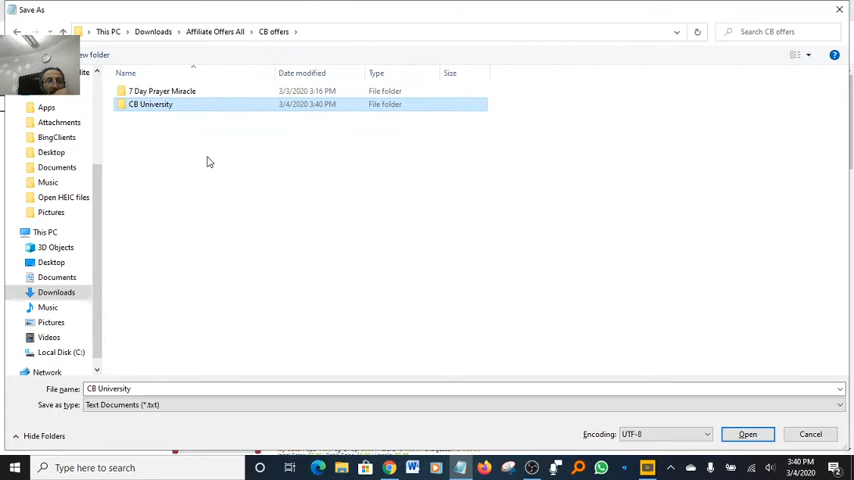 Save As
This PC > Downloads > Affiliate Offers All > CB offers >
Search CB offers
ew folder
Name
Date modified
Type
Size
7 Day Prayer Miracle
3/3/2020 3:16 PM
File folder
CB University
3/4/2020 3:40 PM
File folder
Apps
Attachments
BingClients
Desktop
Documents
Music
Open HEIC files
Pictures
This PC
3D Objects
Desktop
Documents
Downloads
Music
Pictures
Videos
Local Disk (C:)
Network
File name: CB University
Save as type: Text Documents (*.txt)
Hide Folders
Encoding: UTF-8
Open
Cancel
Type here to search
3:40 PM
3/4/2020
2